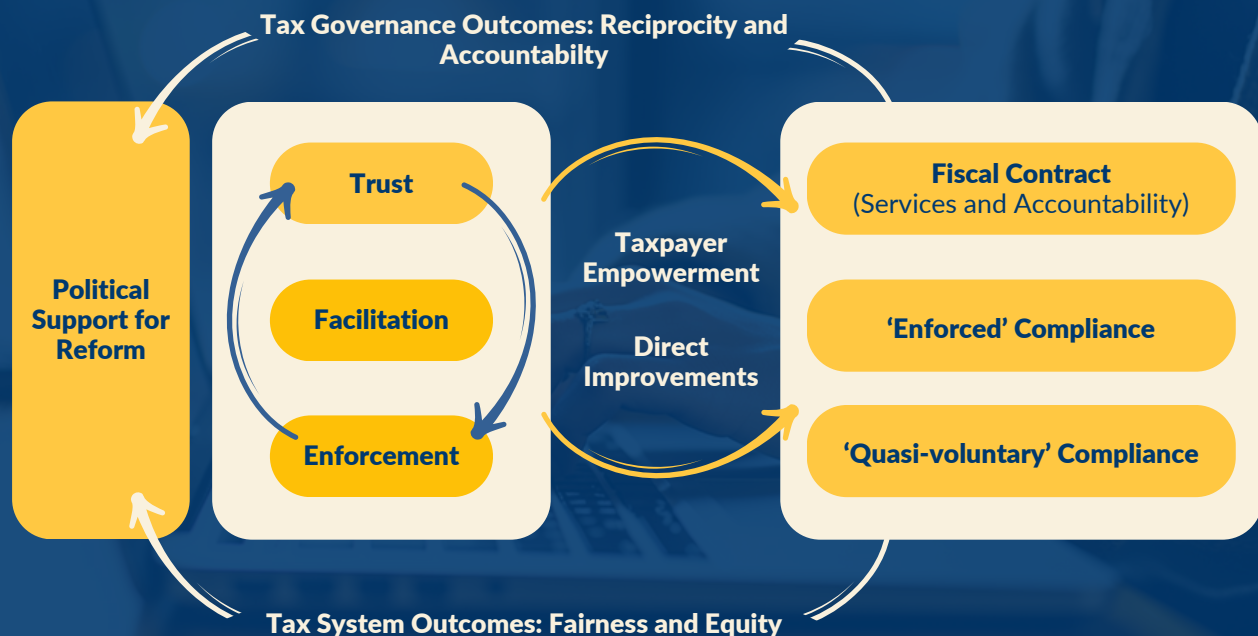 Tax Governance Outcomes: Reciprocity and
Accountabilty
Political
Support for
Reform
Trust
Facilitation
Enforcement
Taxpayer
Empowerment
Direct
Improvements
Fiscal Contract
(Services and Accountability)
‘Enforced’ Compliance
‘Quasi-voluntary’ Compliance
Tax System Outcomes: Fairness and Equity